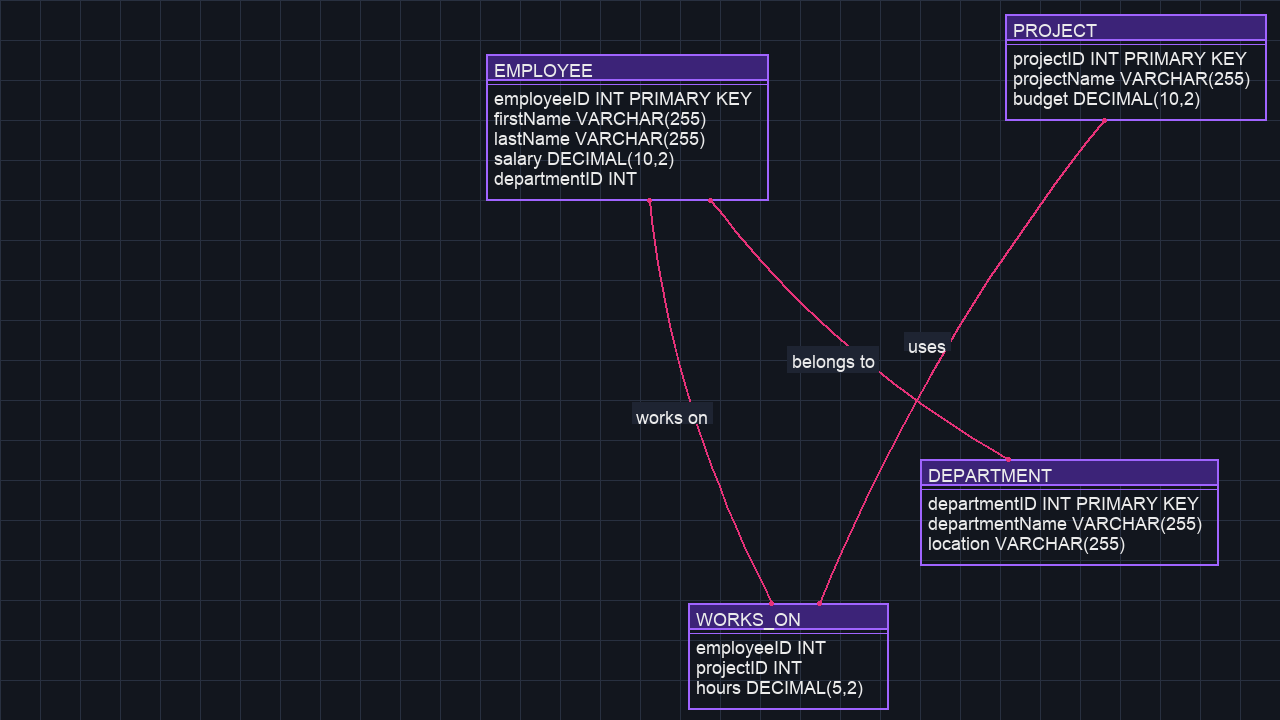 PROJECT
projectID INT PRIMARY KEY
projectName VARCHAR(255)
budget DECIMAL(10,2)
EMPLOYEE
employeeID INT PRIMARY KEY
firstName VARCHAR(255)
lastName VARCHAR(255)
salary DECIMAL(10,2)
departmentID INT
uses
belongs to
works on
DEPARTMENT
departmentID INT PRIMARY KEY
departmentName VARCHAR(255)
location VARCHAR(255)
WORKS_ON
employeeID INT
projectID INT
hours DECIMAL(5,2)